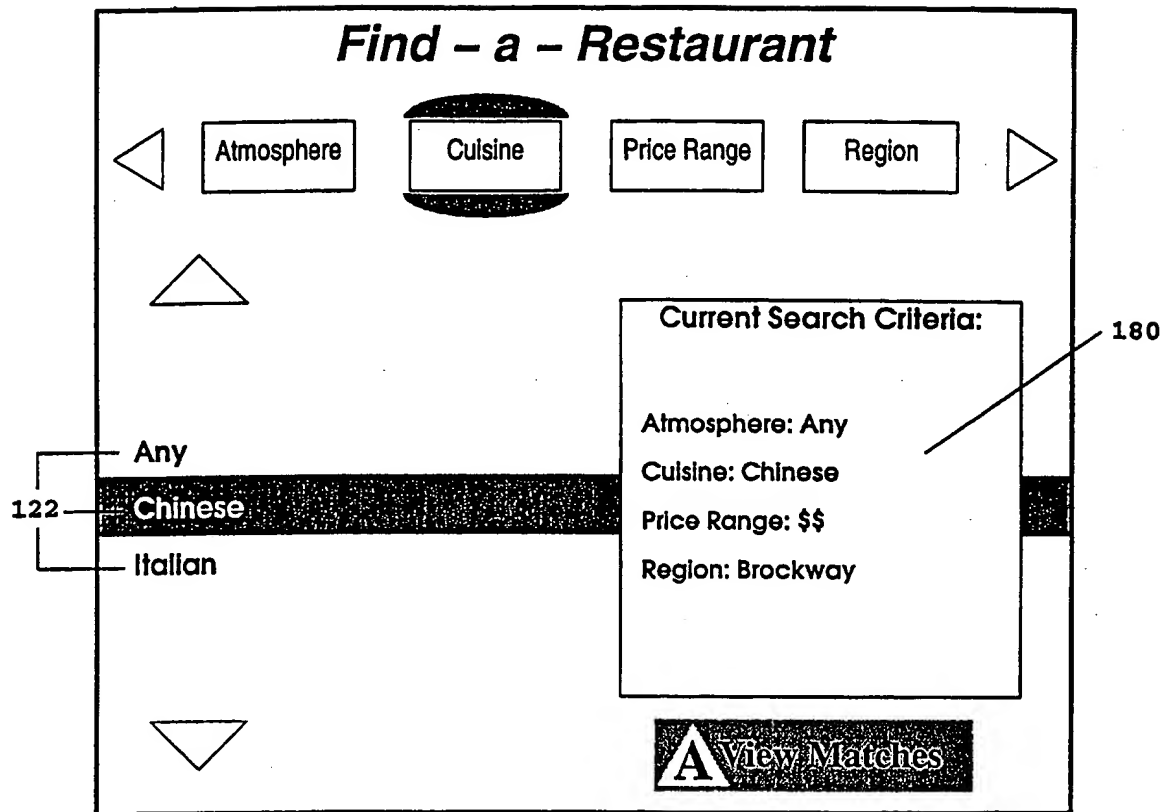 Find – a – Restaurant
Atmosphere Cuisine Price Range Region
Current Search Criteria:
180
Atmosphere: Any
Any
Cuisine: Chinese
122 Chinese
Price Range: $$
Italian
Region: Brockway
A View Matches